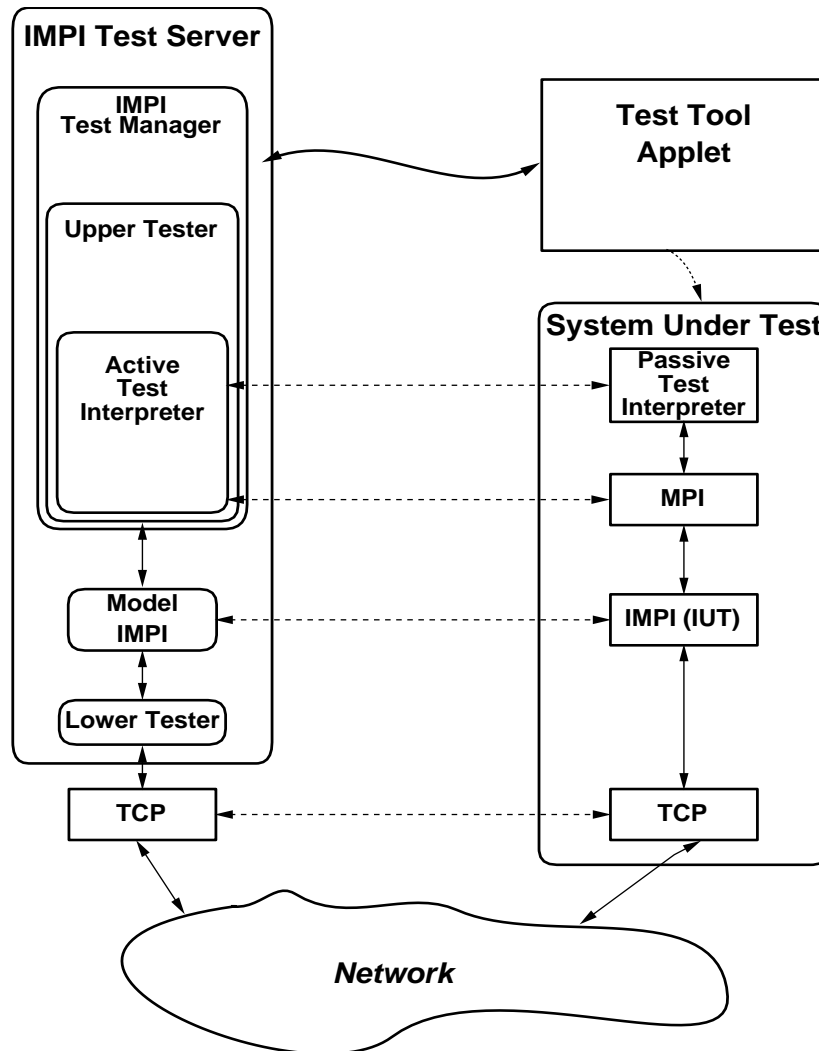 IMPI Test Server
IMPI
Test Manager
Upper Tester
Active
Test
Interpreter
Model
IMPI
Lower Tester
TCP
Test Tool
Applet
System Under Test
Passive
Test
Interpreter
MPI
IMPI (IUT)
TCP
Network